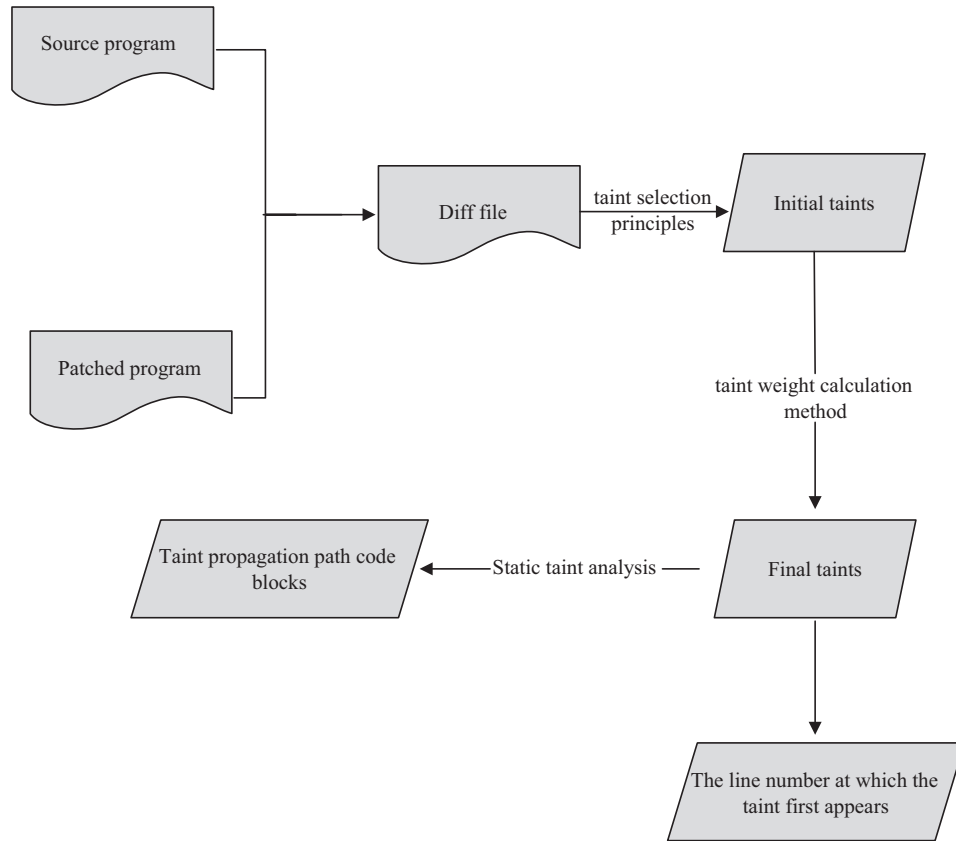 Source program
Patched program
Diff file
taint selection
principles
Initial taints
taint weight calculation
method
Final taints
Static taint analysis
Taint propagation path code
blocks
The line number at which the
taint first appears